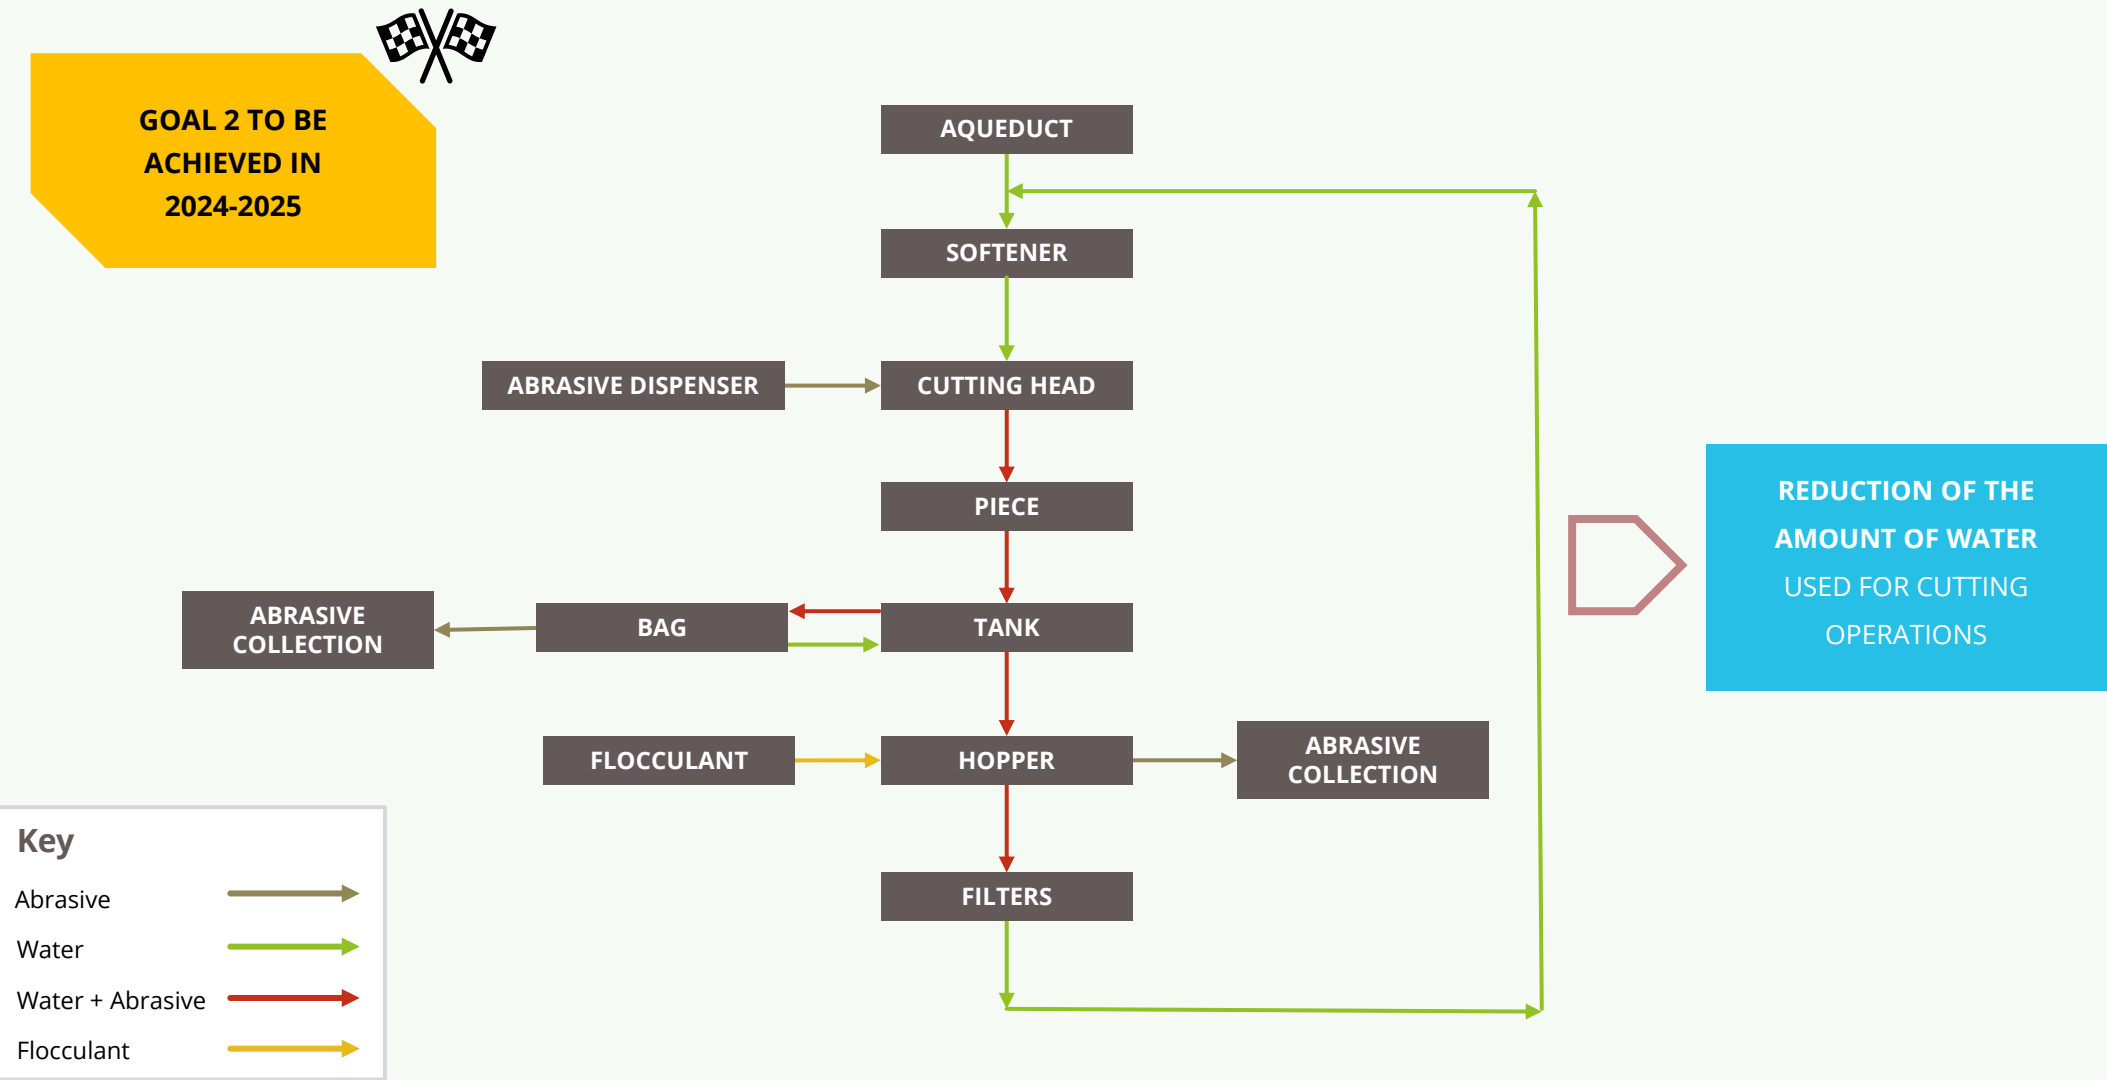 GOAL 2 TO BE
ACHIEVED IN
2024-2025
AQUEDUCT
SOFTENER
ABRASIVE DISPENSER
CUTTING HEAD
PIECE
ABRASIVE
COLLECTION
BAG
TANK
FLOCCULANT
HOPPER
ABRASIVE
COLLECTION
FILTERS
REDUCTION OF THE
AMOUNT OF WATER
USED FOR CUTTING
OPERATIONS
Key
Abrasive
Water
Water + Abrasive
Flocculant